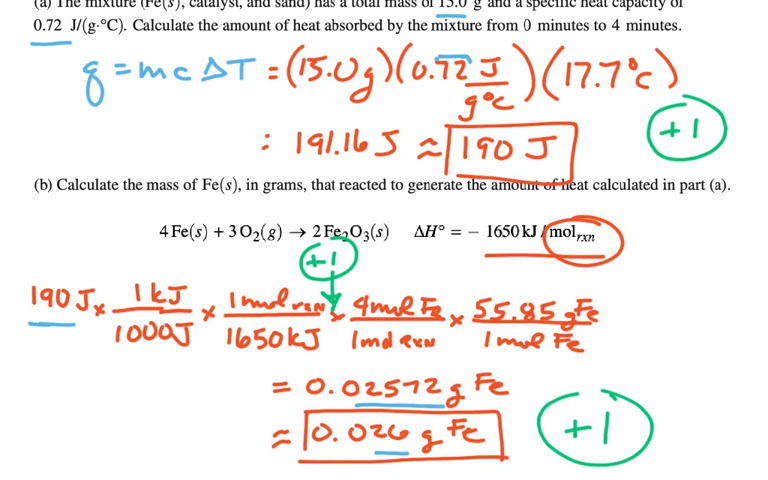 (a) The mixture (Fe(s), catalyst, and sand) has a total mass of 15.0 g and a specific heat capacity of
0.72 J/(g·°C). Calculate the amount of heat absorbed by the mixture from 0 minutes to 4 minutes.
q = mcΔT = (15.0g)(0.72 J/g°C)(17.7°C)
: 191.16 J ≈ 190 J +1
(b) Calculate the mass of Fe(s), in grams, that reacted to generate the amount of heat calculated in part (a).
4 Fe(s) + 3 O₂(g) → 2 Fe₂O₃(s) ΔH° = − 1650 kJ / mol_rxn
+1
190 J x 1 kJ/1000J x 1 mol rxn/1650 kJ x 4 mol Fe/1 mol rxn x 55.85 g Fe/1 mol Fe
= 0.02572 g Fe
≈ 0.026 g Fe +1